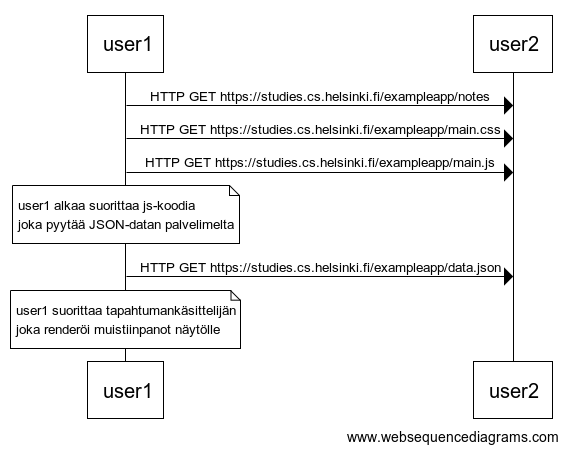 user1
user2
HTTP GET https://studies.cs.helsinki.fi/exampleapp/notes
HTTP GET https://studies.cs.helsinki.fi/exampleapp/main.css
HTTP GET https://studies.cs.helsinki.fi/exampleapp/main.js
user1 alkaa suorittaa js-koodia
joka pyytää JSON-datan palvelimelta
HTTP GET https://studies.cs.helsinki.fi/exampleapp/data.json
user1 suorittaa tapahtumankäsittelijän
joka renderöi muistiinpanot näytölle
user1
user2
www.websequencediagrams.com